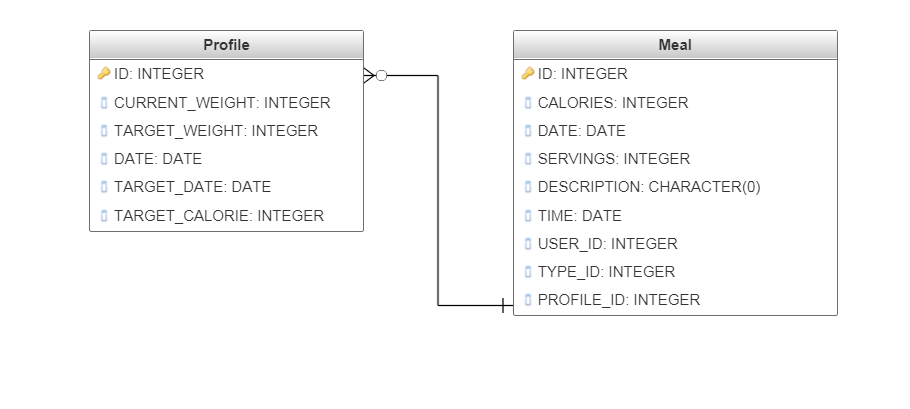 Profile
ID: INTEGER
CURRENT_WEIGHT: INTEGER
TARGET_WEIGHT: INTEGER
DATE: DATE
TARGET_DATE: DATE
TARGET_CALORIE: INTEGER
Meal
ID: INTEGER
CALORIES: INTEGER
DATE: DATE
SERVINGS: INTEGER
DESCRIPTION: CHARACTER(0)
TIME: DATE
USER_ID: INTEGER
TYPE_ID: INTEGER
PROFILE_ID: INTEGER